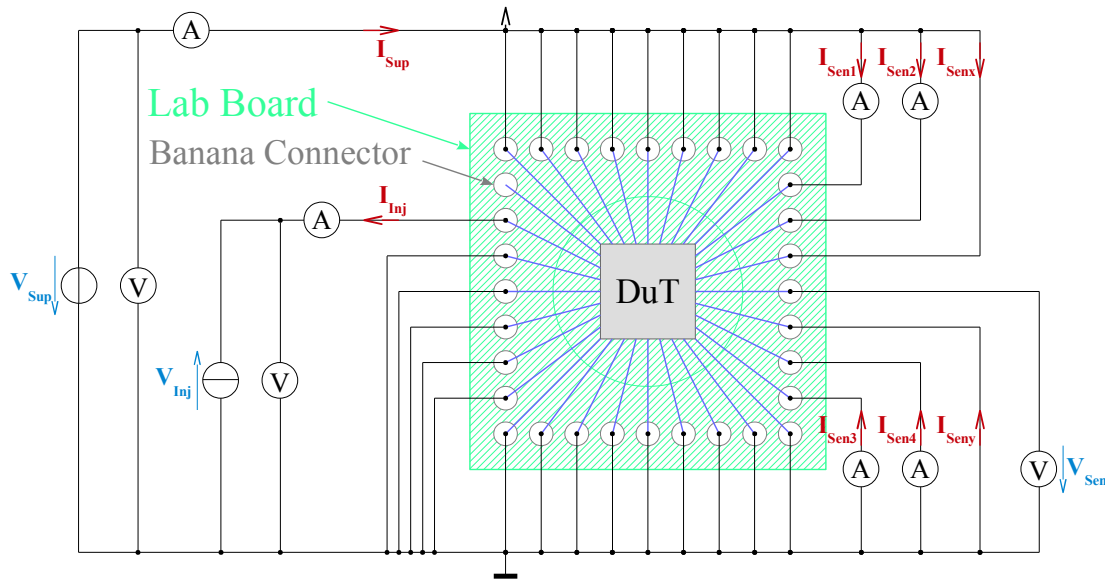 A
I_Sup
I_Sen1
I_Sen2
I_Senx
A
A
Lab Board
Banana Connector
I_Inj
A
V_Sup
V
DuT
V_Inj
V
I_Sen3
I_Sen4
I_Seny
A
A
V
V_Sen